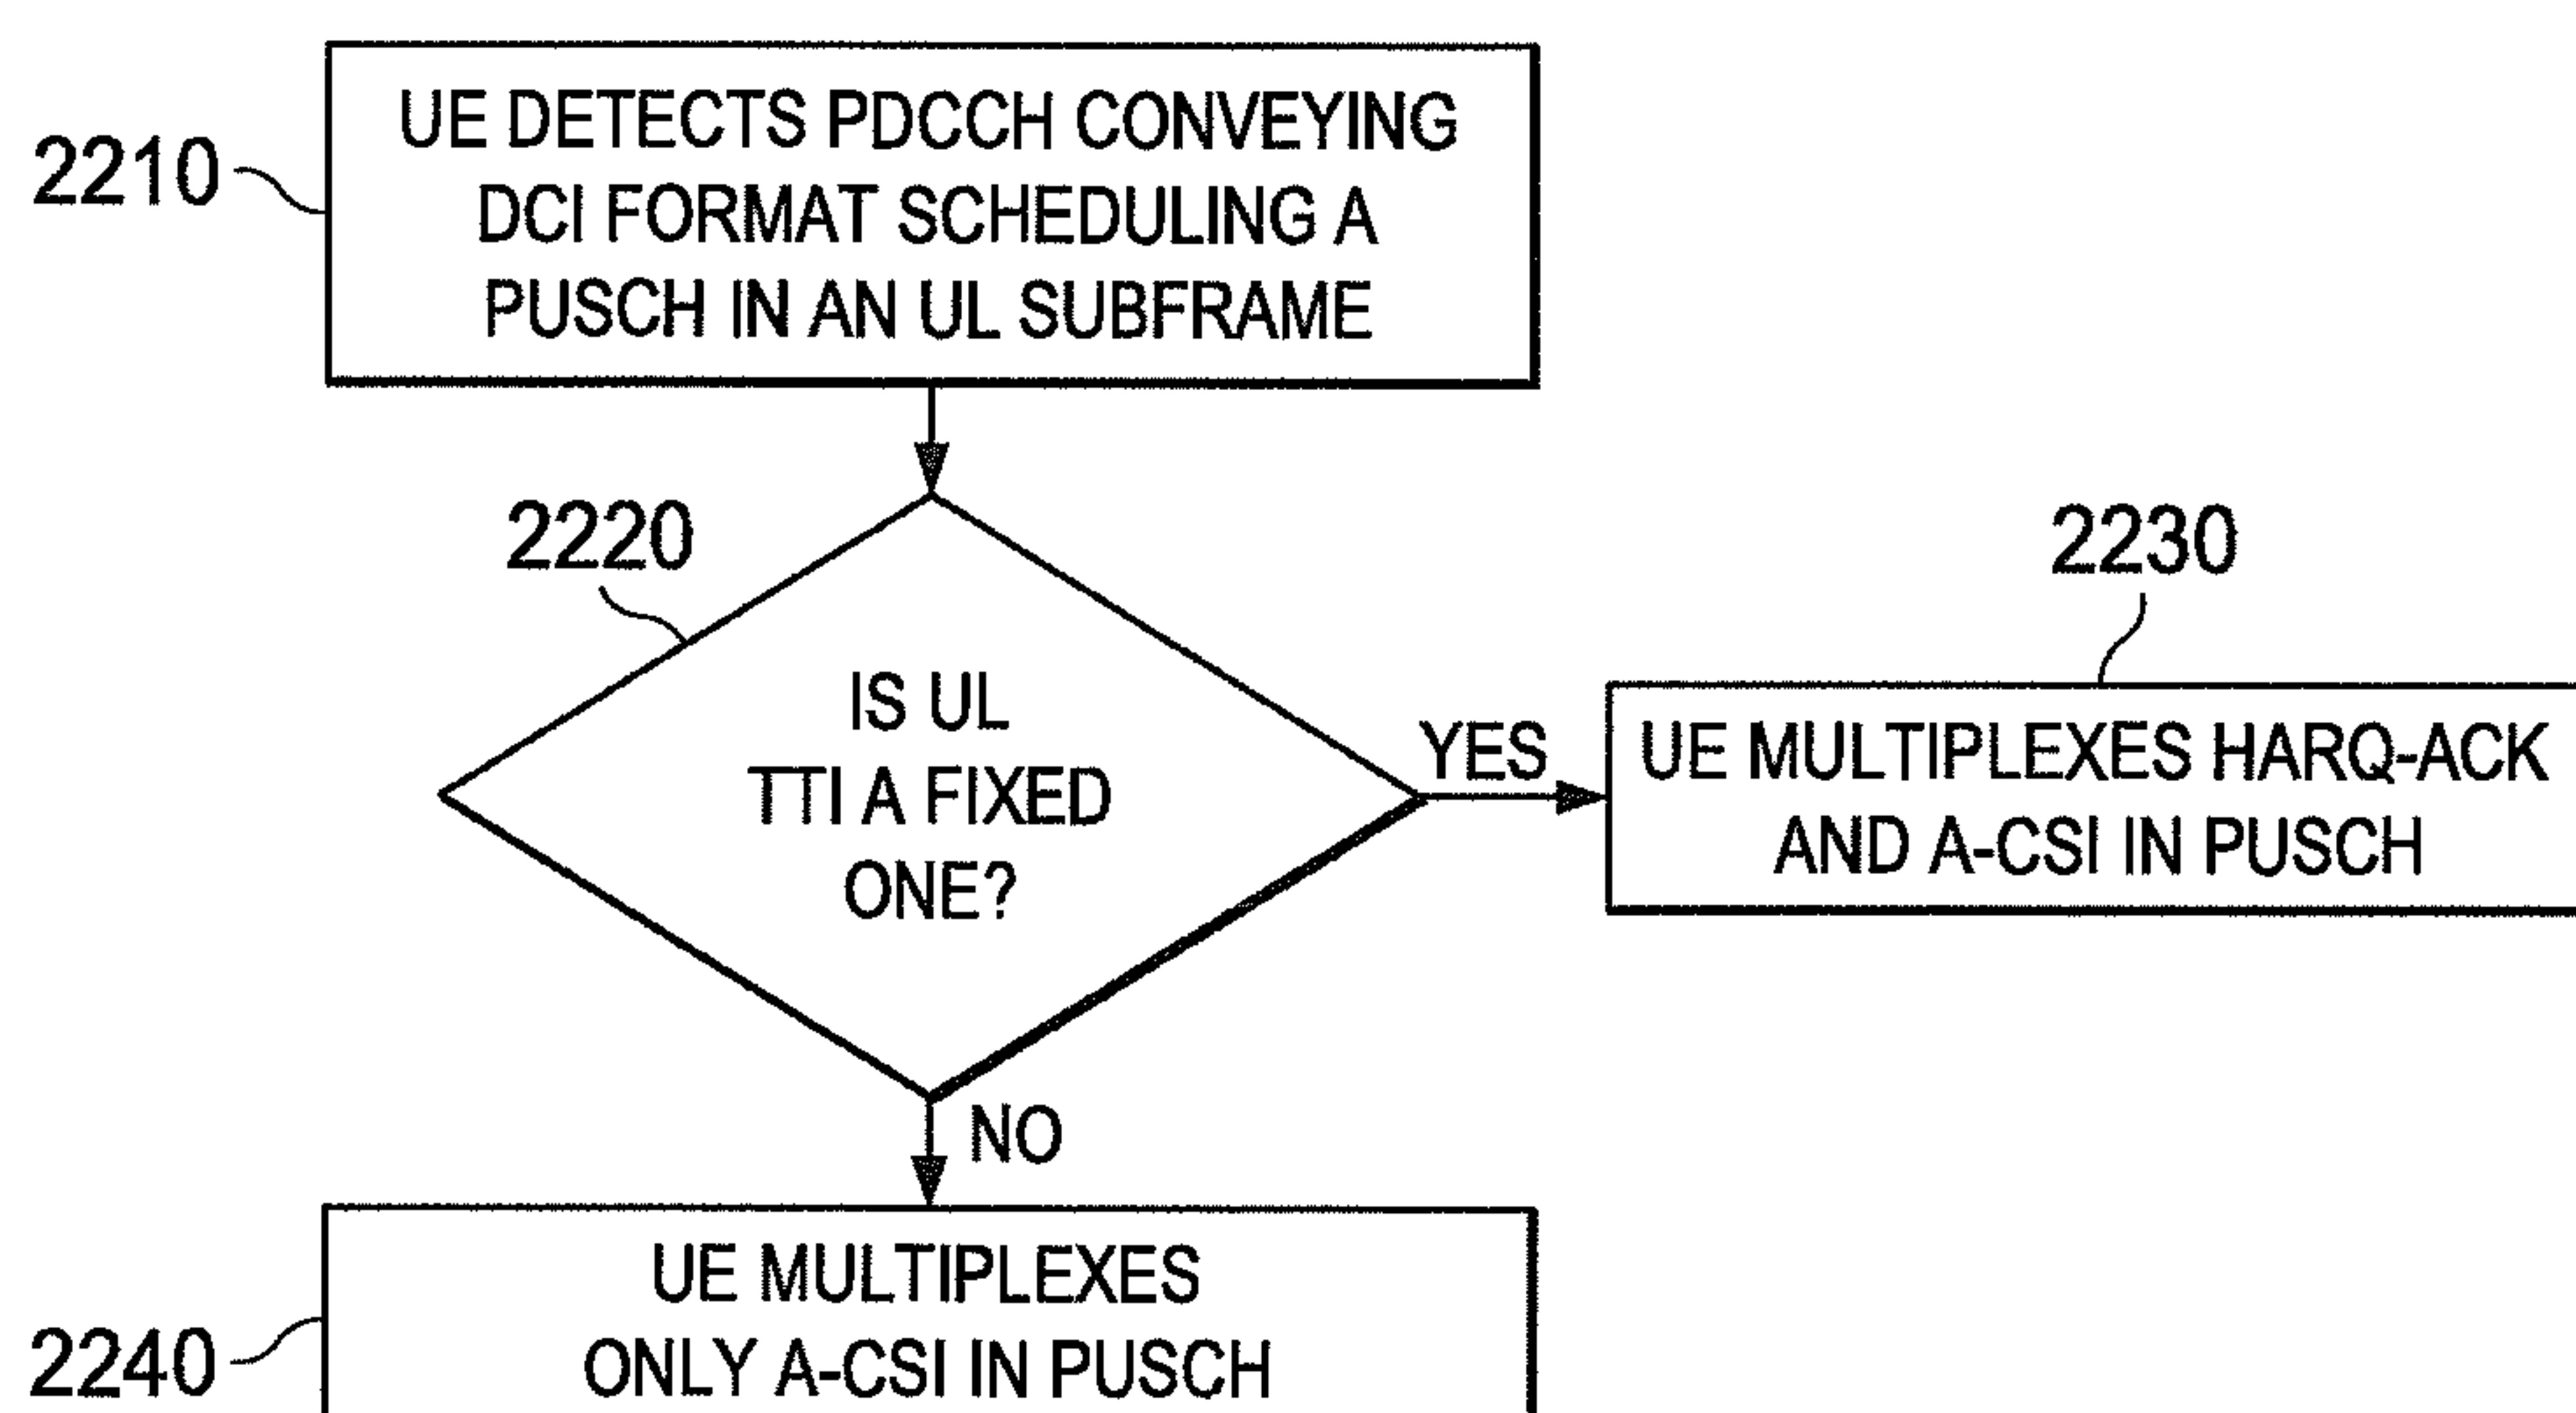 2210
UE DETECTS PDCCH CONVEYING
DCI FORMAT SCHEDULING A
PUSCH IN AN UL SUBFRAME
2220
IS UL
TTI A FIXED
ONE?
YES
2230
UE MULTIPLEXES HARQ-ACK
AND A-CSI IN PUSCH
NO
2240
UE MULTIPLEXES
ONLY A-CSI IN PUSCH